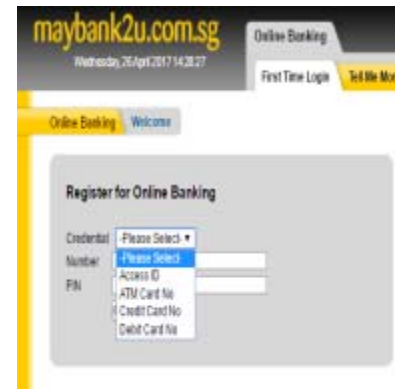 maybank2u.com.sg
Online Banking
Wednesday, 26 April 2017 14:28:27
First Time Login
Tell Me Mor
Online Banking
Welcome
Register for Online Banking
Credential
-Please Select-
Number
-Please Select-
PIN
Access ID
ATM Card No
Credit Card No
Debit Card No